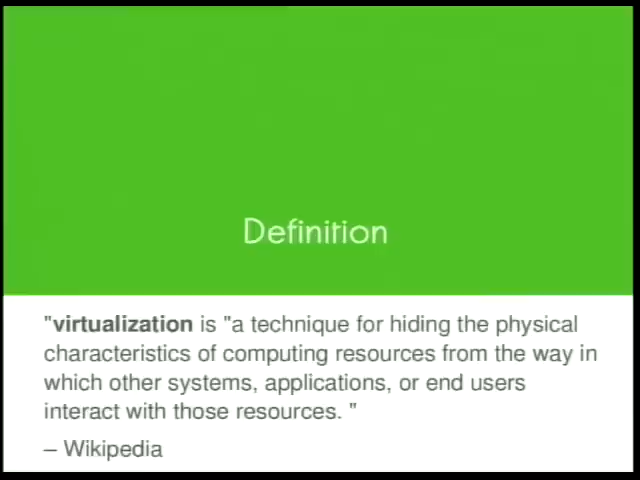 Definition
"virtualization is "a technique for hiding the physical
characteristics of computing resources from the way in
which other systems, applications, or end users
interact with those resources. "
– Wikipedia